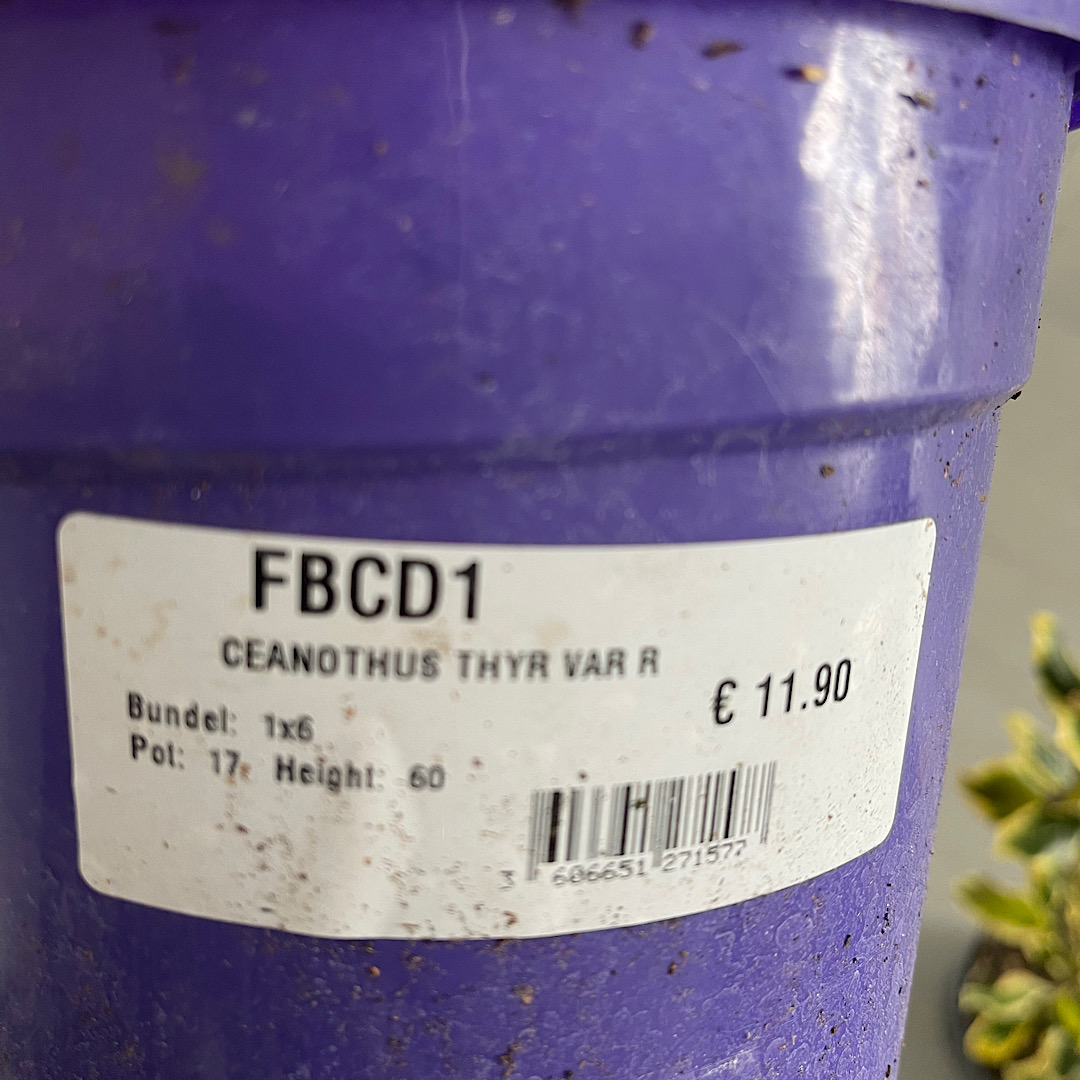 FBCD1
CEANOTHUS THYR VAR R
€ 11.90
Bundel: 1x6
Pot: 17 Height: 60
3 606651 271577